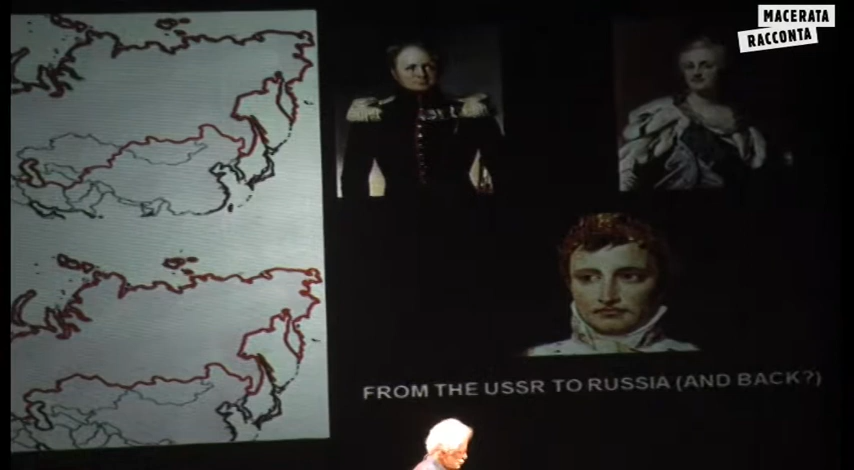 MACERATA
RACCONTA
FROM THE USSR TO RUSSIA (AND BACK?)